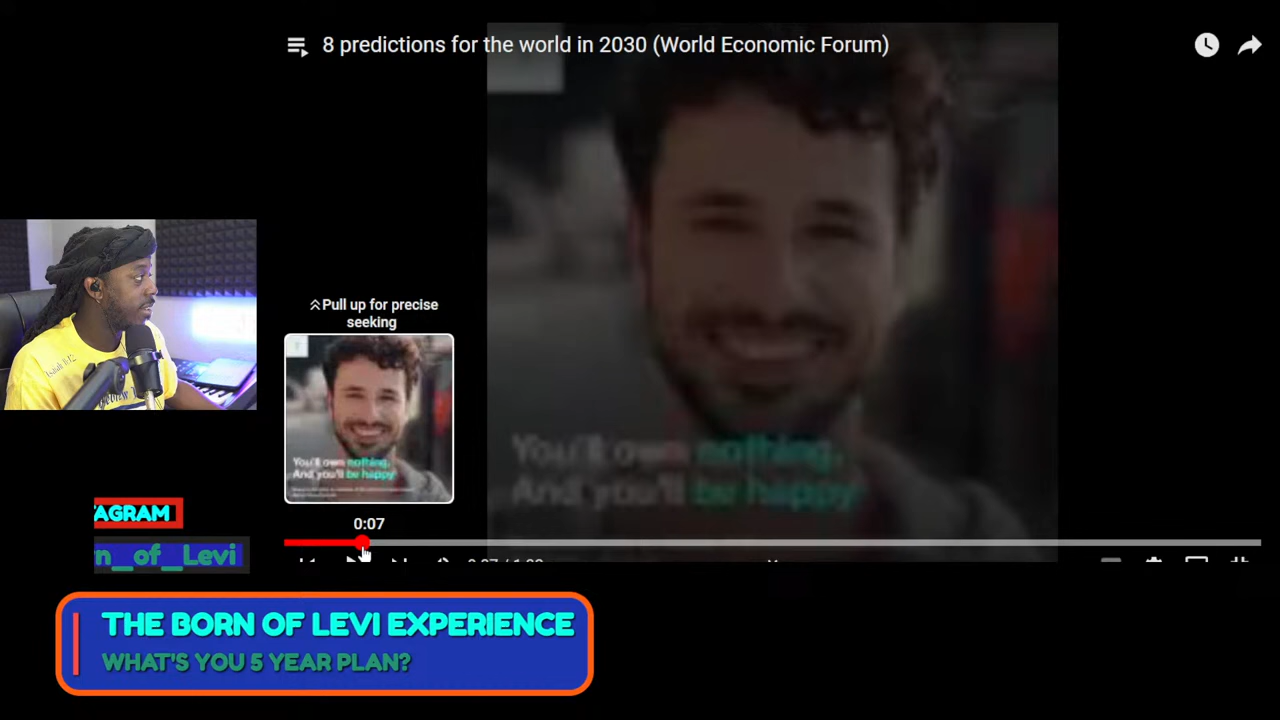 8 predictions for the world in 2030 (World Economic Forum)
Pull up for precise
seeking
You'll own nothing.
And you'll be happy
0:07
You'll own nothing.
And you'll be happy
AGRAM
n_of_Levi
THE BORN OF LEVI EXPERIENCE
WHAT'S YOU 5 YEAR PLAN?